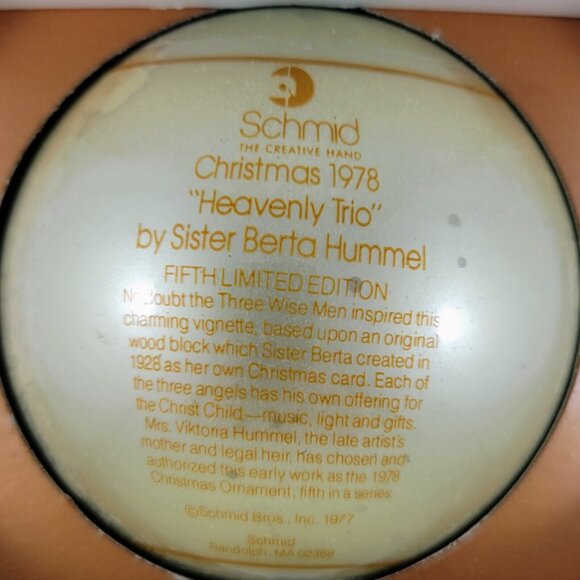 Schmid
THE CREATIVE HAND
Christmas 1978
"Heavenly Trio"
by Sister Berta Hummel
FIFTH LIMITED EDITION
No doubt the Three Wise Men inspired this
charming vignette, based upon an original
wood block which Sister Berta created in
1928 as her own Christmas card. Each of
the three angels has his own offering for
the Christ Child—music, light and gifts.
Mrs. Viktoria Hummel, the late artist's
mother and legal heir, has chosen and
authorized this early work as the 1978
Christmas Ornament, fifth in a series.
©Schmid Bros., Inc. 1977
Schmid
Randolph, MA 02368